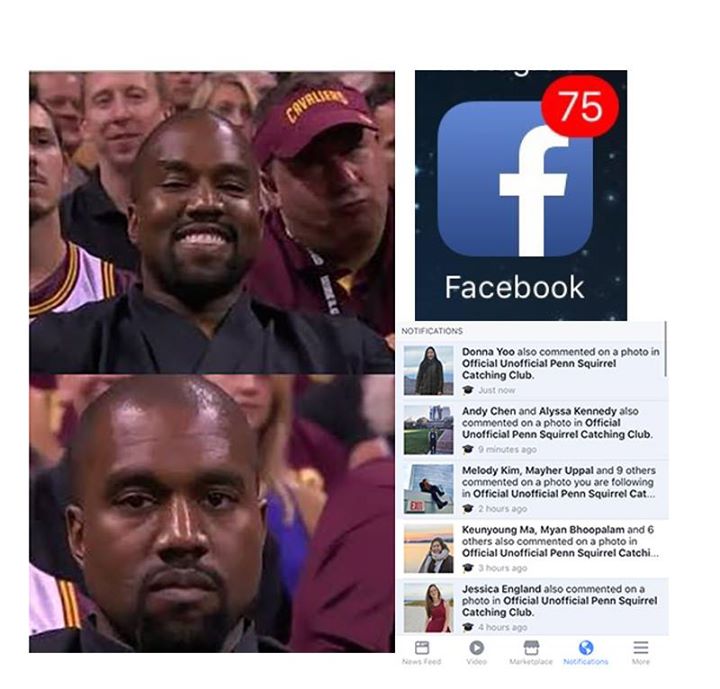 CAVALIERS
75
f
Facebook
NOTIFICATIONS
Donna Yoo also commented on a photo in
Official Unofficial Penn Squirrel
Catching Club.
Just now
Andy Chen and Alyssa Kennedy also
commented on a photo in Official
Unofficial Penn Squirrel Catching Club.
9 minutes ago
Melody Kim, Mayher Uppal and 9 others
commented on a photo you are following
in Official Unofficial Penn Squirrel Cat...
EXIT
2 hours ago
Keunyoung Ma, Myan Bhoopalam and 6
others also commented on a photo in
Official Unofficial Penn Squirrel Catchi...
3 hours ago
Jessica England also commented on a
photo in Official Unofficial Penn Squirrel
Catching Club.
4 hours ago
News Feed Video Marketplace Notifications More